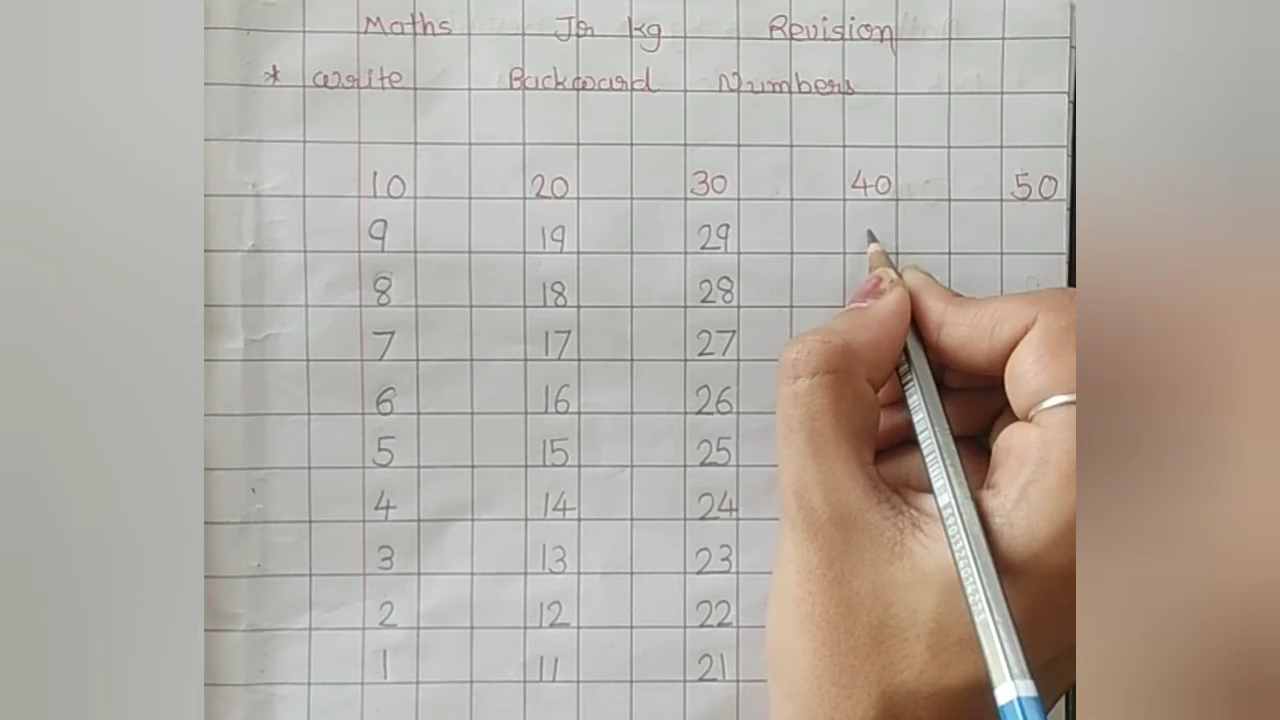 Maths Jr kg Revision
* write Backward Numbers
10 20 30 40 50
9 19 29
8 18 28
7 17 27
6 16 26
5 15 25
4 14 24
3 13 23
2 12 22
1 11 21